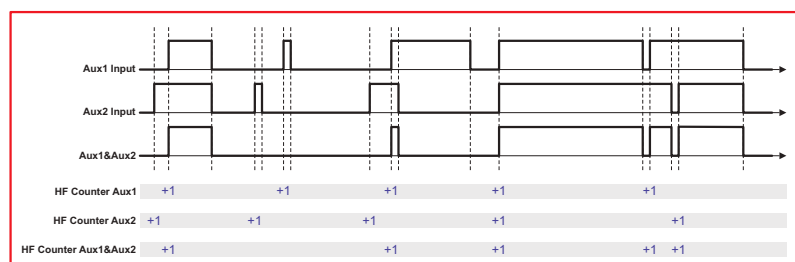 Aux1 Input
Aux2 Input
Aux1&Aux2
HF Counter Aux1 +1 +1 +1 +1 +1
HF Counter Aux2 +1 +1 +1 +1 +1
HF Counter Aux1&Aux2 +1 +1 +1 +1 +1